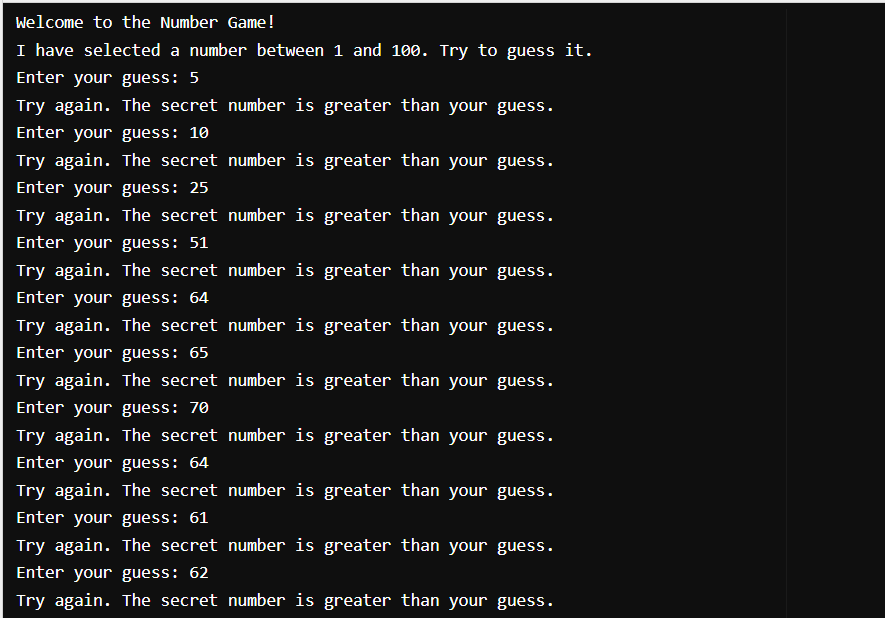 Welcome to the Number Game!
I have selected a number between 1 and 100. Try to guess it.
Enter your guess: 5
Try again. The secret number is greater than your guess.
Enter your guess: 10
Try again. The secret number is greater than your guess.
Enter your guess: 25
Try again. The secret number is greater than your guess.
Enter your guess: 51
Try again. The secret number is greater than your guess.
Enter your guess: 64
Try again. The secret number is greater than your guess.
Enter your guess: 65
Try again. The secret number is greater than your guess.
Enter your guess: 70
Try again. The secret number is greater than your guess.
Enter your guess: 64
Try again. The secret number is greater than your guess.
Enter your guess: 61
Try again. The secret number is greater than your guess.
Enter your guess: 62
Try again. The secret number is greater than your guess.